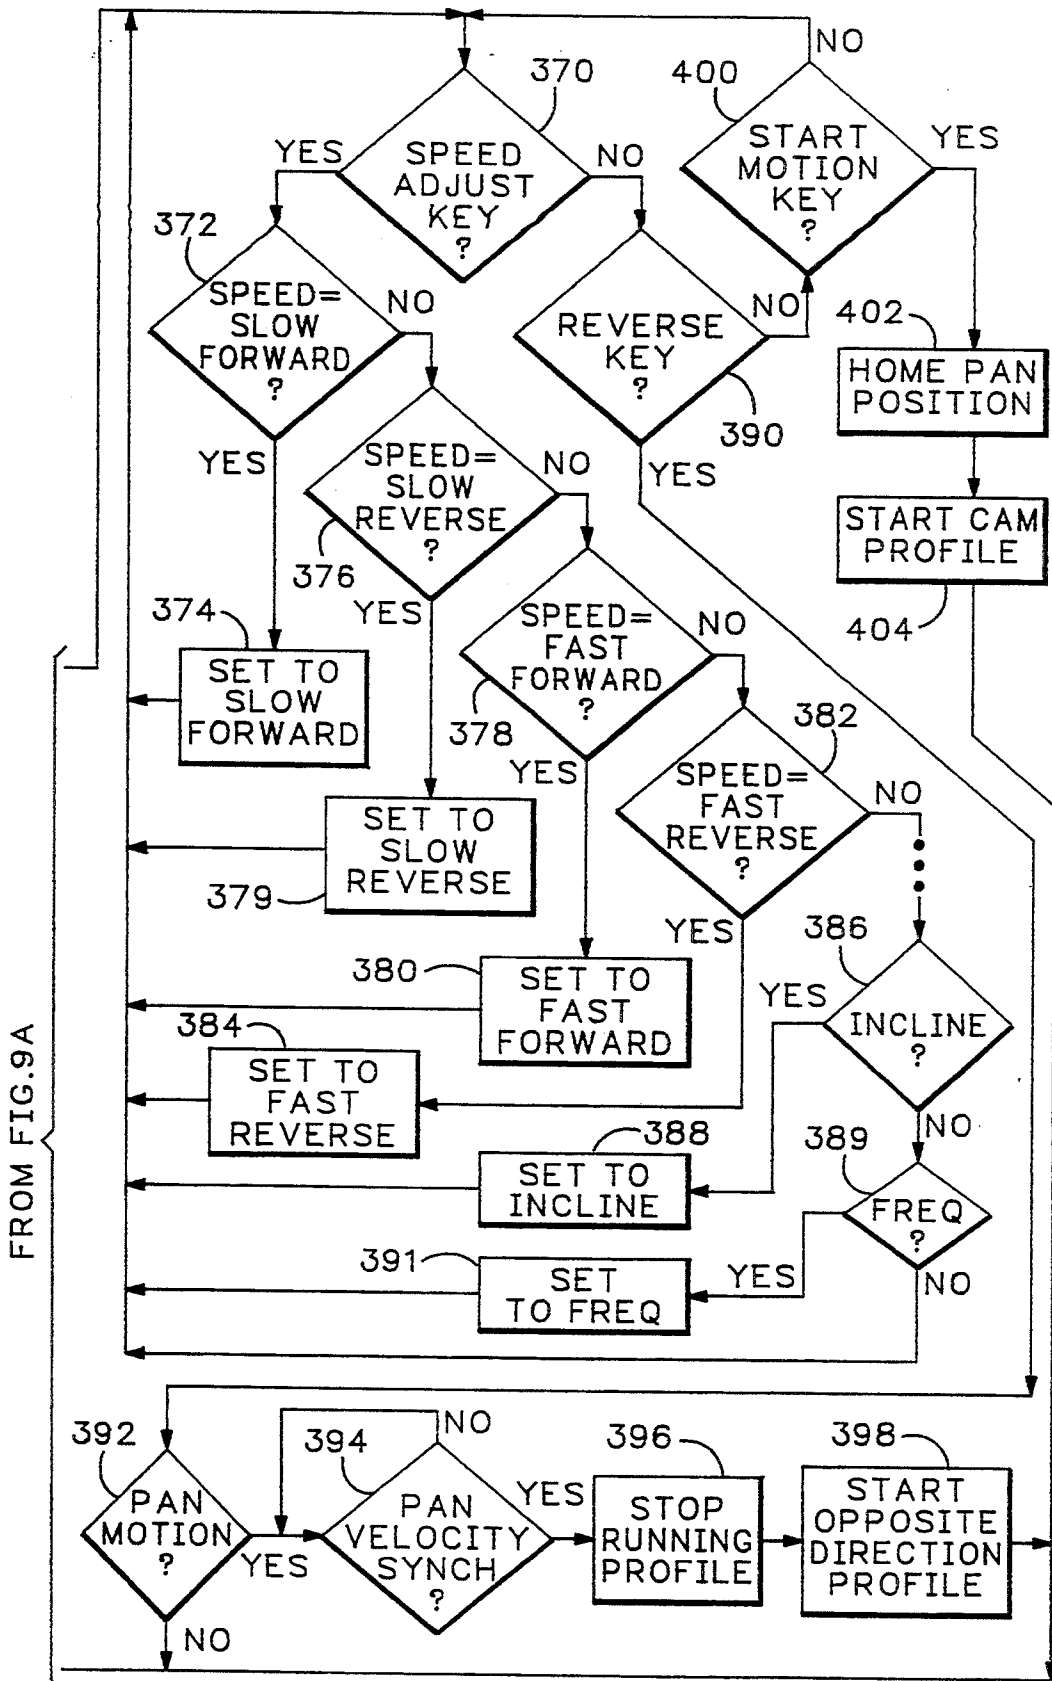 NO
370
400
YES
SPEED
ADJUST
KEY
?
NO
START
MOTION
KEY
?
YES
372
SPEED=
SLOW
FORWARD
?
NO
REVERSE
KEY
?
NO
390
402
HOME PAN
POSITION
YES
SPEED=
SLOW
REVERSE
?
NO
376
YES
START CAM
PROFILE
404
YES
374
SET TO
SLOW
FORWARD
SPEED=
FAST
FORWARD
?
NO
378
YES
382
SPEED=
FAST
REVERSE
?
NO
SET TO
SLOW
REVERSE
379
YES
386
380
SET TO
FAST
FORWARD
YES
INCLINE
?
384
SET TO
FAST
REVERSE
NO
388
SET TO
INCLINE
389
FREQ
?
391
SET
TO FREQ
YES
NO
FROM FIG.9A
392
PAN
MOTION
?
YES
NO
394
NO
PAN
VELOCITY
SYNCH
?
YES
396
STOP
RUNNING
PROFILE
398
START
OPPOSITE
DIRECTION
PROFILE